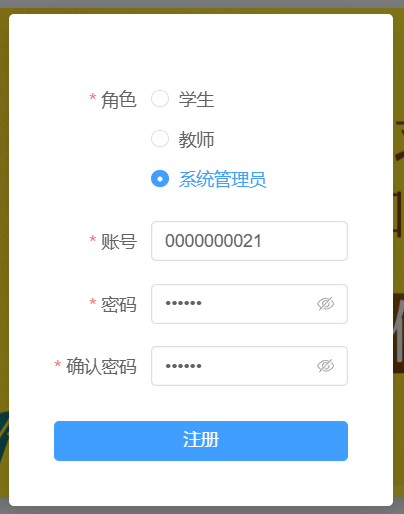 * 角色 学生
教师
系统管理员
* 账号 0000000021
* 密码 ••••••
* 确认密码 ••••••
注册